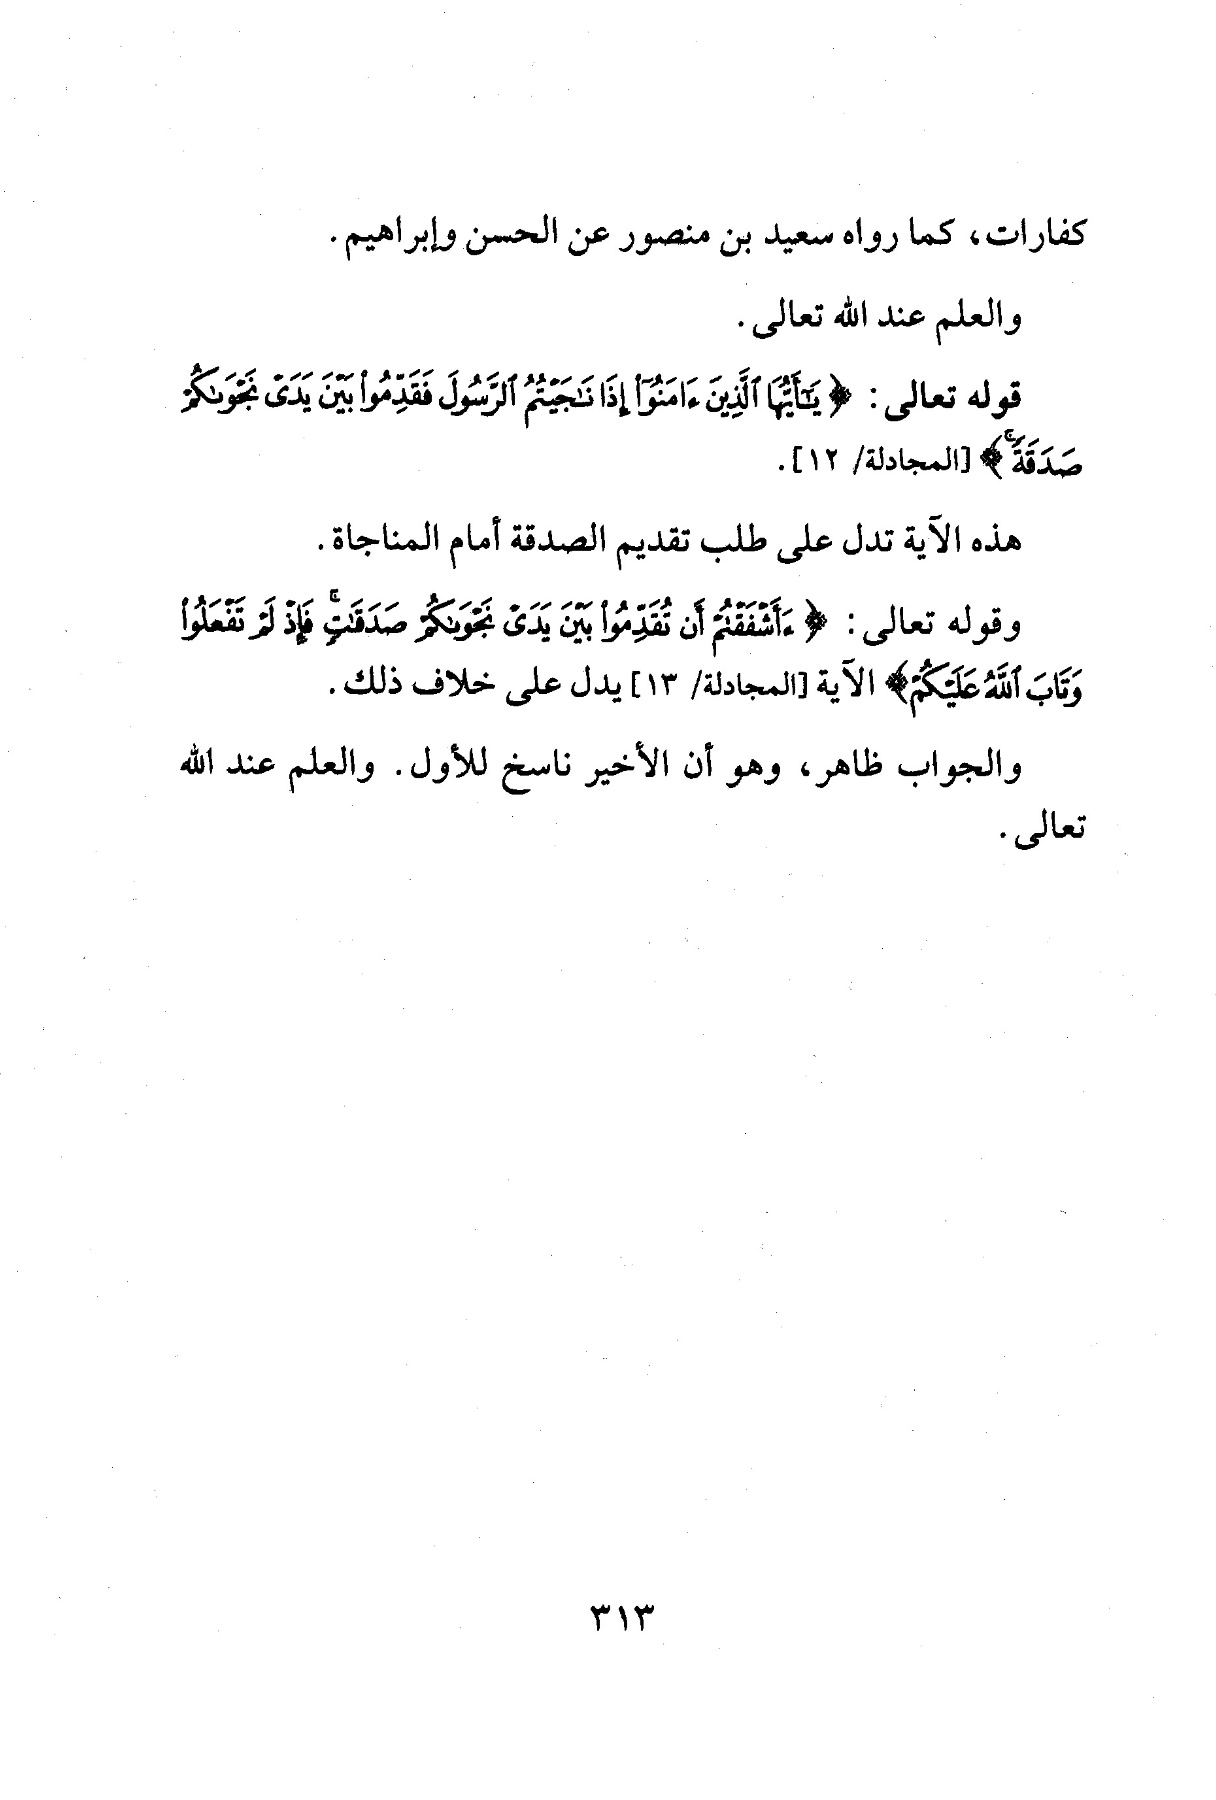 كفارات، كما رواه سعيد بن منصور عن الحسن وإبراهيم.
والعلم عند الله تعالى.
قوله تعالى: ﴿ يَٰٓأَيُّهَا ٱلَّذِينَ ءَامَنُوٓا۟ إِذَا نَٰجَيْتُمُ ٱلرَّسُولَ فَقَدِّمُوا۟ بَيْنَ يَدَىْ نَجْوَىٰكُمْ
صَدَقَةًۚ ﴾ [المجادلة/ ١٢].
هذه الآية تدل على طلب تقديم الصدقة أمام المناجاة.
وقوله تعالى: ﴿ ءَأَشْفَقْتُمْ أَن تُقَدِّمُوا۟ بَيْنَ يَدَىْ نَجْوَىٰكُمْ صَدَقَٰتٍۚ فَإِذْ لَمْ تَفْعَلُوا۟
وَتَابَ ٱللَّهُ عَلَيْكُمْ﴾ الآية [المجادلة/ ١٣] يدل على خلاف ذلك.
والجواب ظاهر، وهو أن الأخير ناسخ للأول. والعلم عند الله
تعالى.
٣١٣